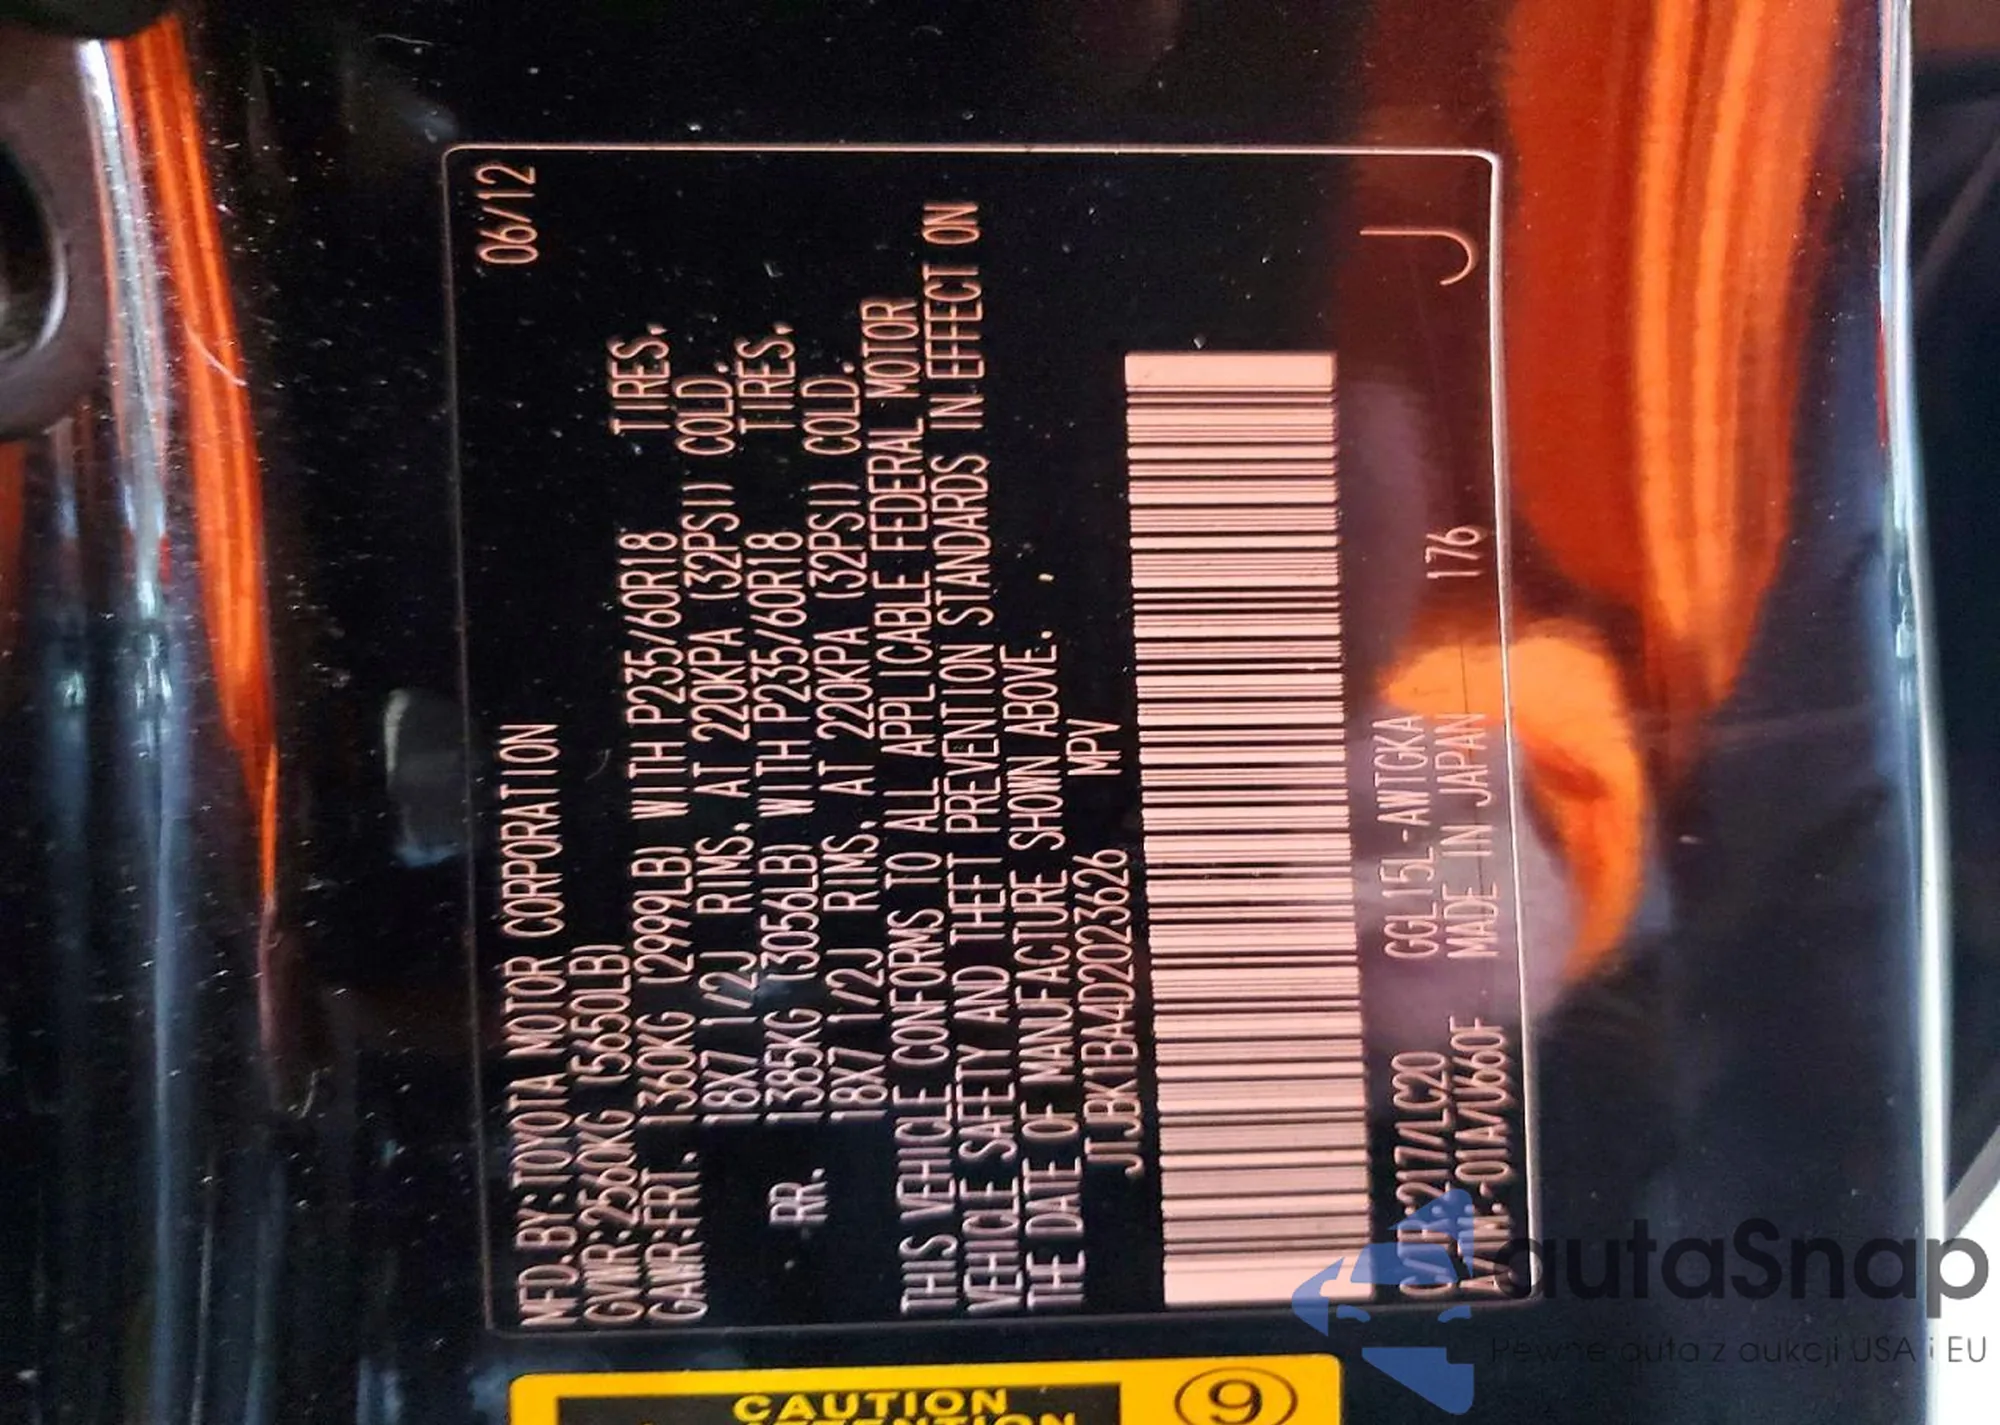 06/12
MFD.BY:TOYOTA MOTOR CORPORATION
GVWR:2560KG (5650LB)
GAWR:FRT. 1360KG (2999LB) WITH P235/60R18 TIRES,
18X7 1/2J RIMS, AT 220KPA (32PSI) COLD.
RR. 1385KG (3056LB) WITH P235/60R18 TIRES,
18X7 1/2J RIMS, AT 220KPA (32PSI) COLD.
THIS VEHICLE CONFORMS TO ALL APPLICABLE FEDERAL MOTOR
VEHICLE SAFETY AND THEFT PREVENTION STANDARDS IN EFFECT ON
THE DATE OF MANUFACTURE SHOWN ABOVE.
JTJBK1BA4D2023626 MPV
C/TR:217/LC20 GGL15L-AWTGKA
A/TM:-01A/U660F MADE IN JAPAN 176 J
CAUTION 9
autaSnap
Pewne auta z aukcji USA i EU